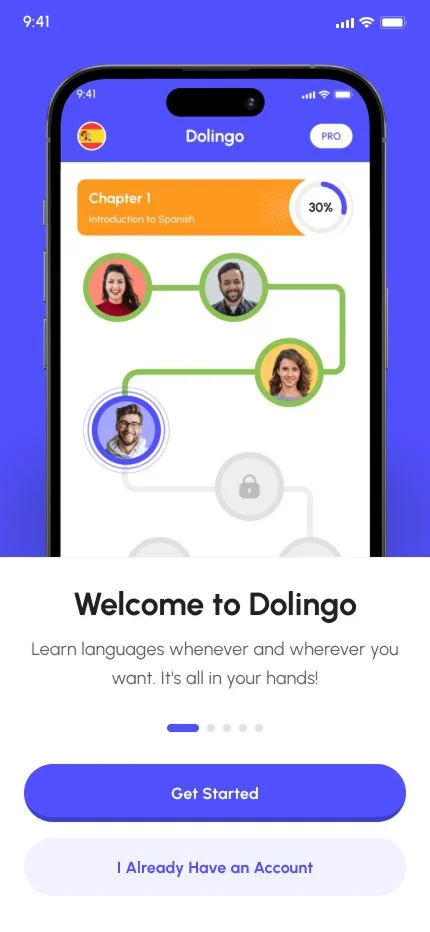 9:41
9:41
Dolingo
PRO
Chapter 1
Introduction to Spanish
30%
Welcome to Dolingo
Learn languages whenever and wherever you
want. It's all in your hands!
Get Started
I Already Have an Account